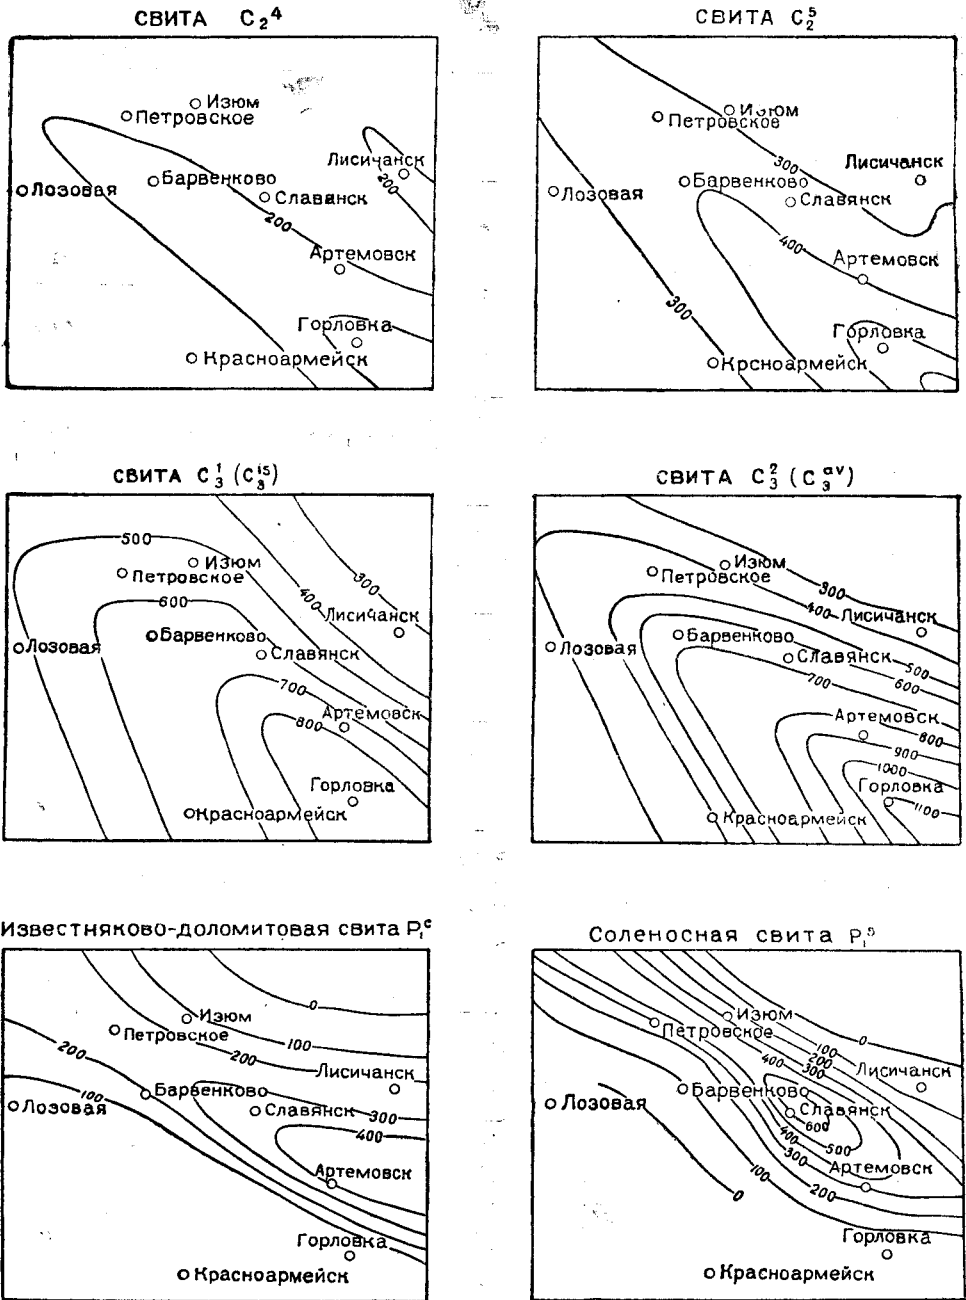 СВИТА C₂⁴
Изюм
Петровское
Лисичанск
200
Лозовая
Барвенково
Славянск
200
Артемовск
Горловка
Красноармейск
СВИТА C₂⁵
Изюм
Петровское
300
Лисичанск
Барвенково
Лозовая
Славянск
400
Артемовск
300
Горловка
Крсноармейск
СВИТА C₃¹ (C₃ⁱˢ)
500
Изюм
Петровское
300
400
600
Лисичанск
Барвенково
Лозовая
Славянск
700
Артемовск
800
Горловка
Красноармейск
СВИТА C₃² (C₃ᵃᵛ)
Изюм
Петровское
300
400
Лисичанск
Барвенково
Лозовая
Славянск
500
600
700
Артемовск
800
900
1000
Горловка
1100
Красноармейск
Известняково-доломитовая свита P₁ᶜ
0
Изюм
Петровское
100
200
200
Лисичанск
Барвенково
100
Лозовая
Славянск
300
400
Артемовск
Горловка
Красноармейск
Соленосная свита P₁ˢ
Изюм
Петровское
0
100
200
400
300
Лисичанск
Барвенково
Лозовая
Славянск
600
400
500
300
Артемовск
100
200
0
Горловка
Красноармейск